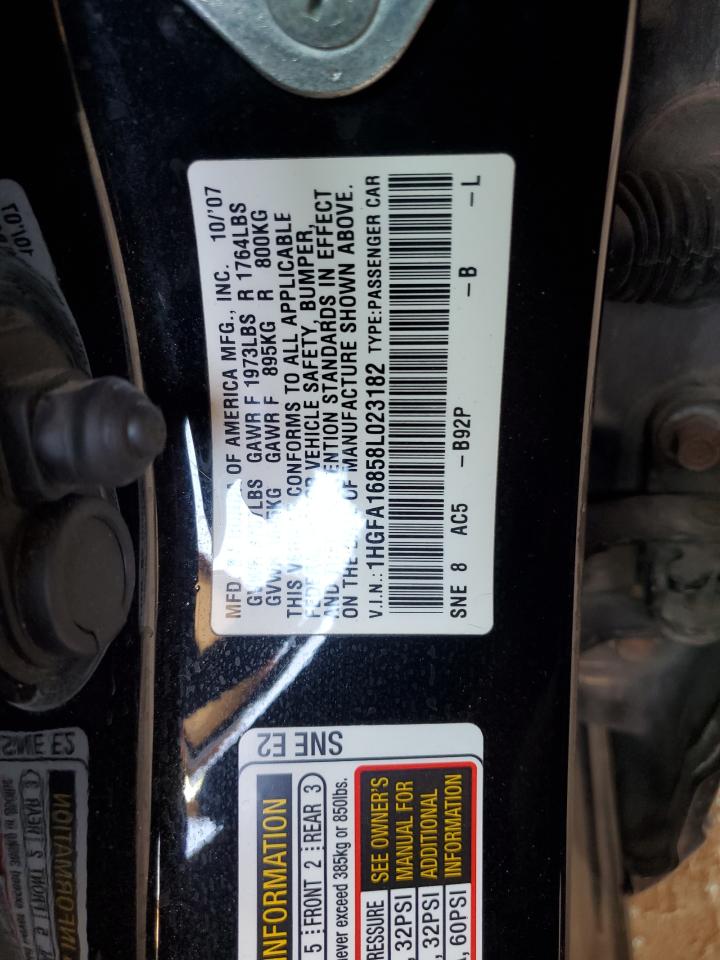 MFD OF AMERICA MFG., INC. 10/'07
GAWR F 1973LBS R 1764LBS
GAWR F 895KG R 800KG
THIS CONFORMS TO ALL APPLICABLE
VEHICLE SAFETY, BUMPER,
AND STANDARDS IN EFFECT
ON THE OF MANUFACTURE SHOWN ABOVE.
V.I.N.: 1HGFA16858L023182 TYPE:PASSENGER CAR
SNE 8 AC5 -B92P -B -L
SNE E2
INFORMATION
5 FRONT 2 REAR 3
never exceed 385kg or 850lbs.
SEE OWNER'S
MANUAL FOR
ADDITIONAL
INFORMATION
32PSI
32PSI
60PSI